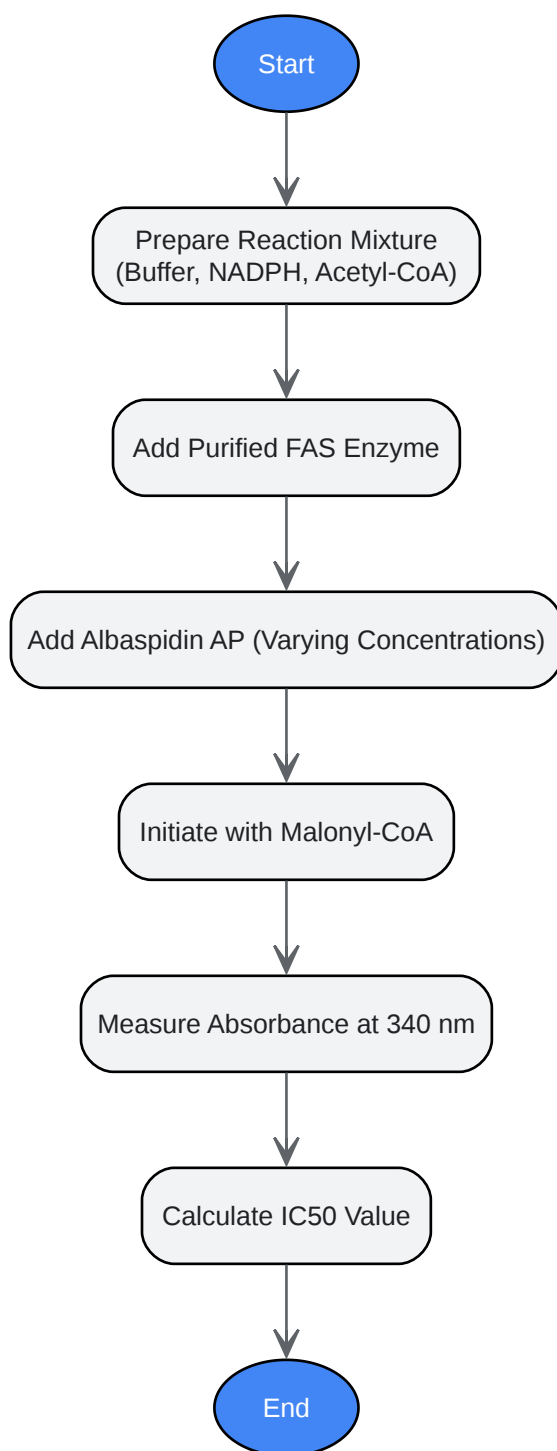 Start
Prepare Reaction Mixture
(Buffer, NADPH, Acetyl-CoA)
Add Purified FAS Enzyme
Add Albaspidin AP (Varying Concentrations)
Initiate with Malonyl-CoA
Measure Absorbance at 340 nm
Calculate IC50 Value
End